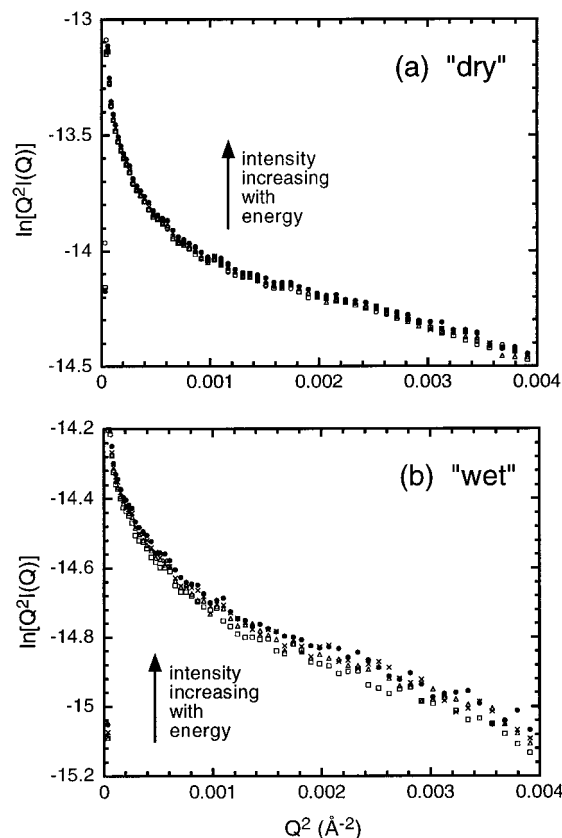 (a) "dry"
ln[Q²I(Q)]
-13
-13.5
-14
-14.5
intensity
increasing
with
energy
0 0.001 0.002 0.003 0.004
(b) "wet"
ln[Q²I(Q)]
-14.2
-14.4
-14.6
-14.8
-15
-15.2
intensity
increasing
with
energy
0 0.001 0.002 0.003 0.004
Q² (Å⁻²)